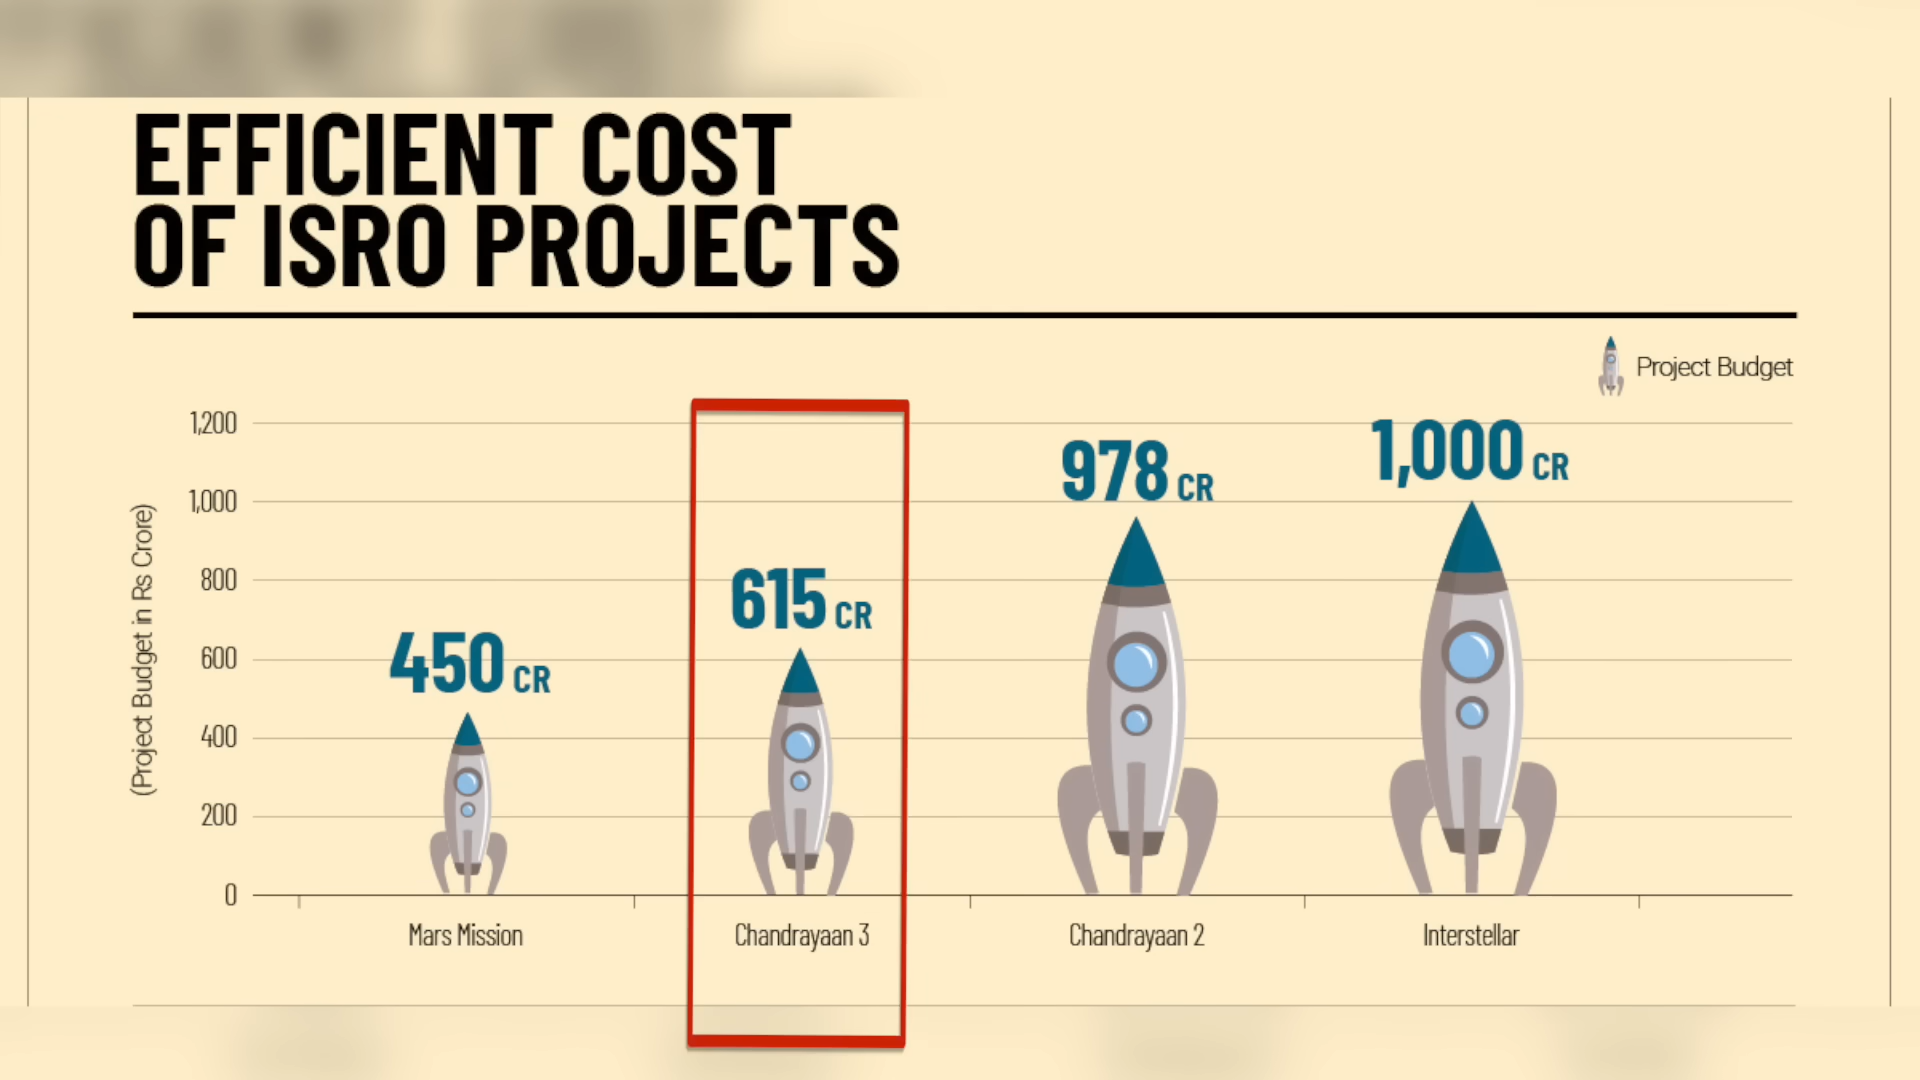 EFFICIENT COST
OF ISRO PROJECTS
Project Budget
(Project Budget in Rs Crore)
1,200
1,000
800
600
400
200
0
450 CR
615 CR
978 CR
1,000 CR
Mars Mission
Chandrayaan 3
Chandrayaan 2
Interstellar